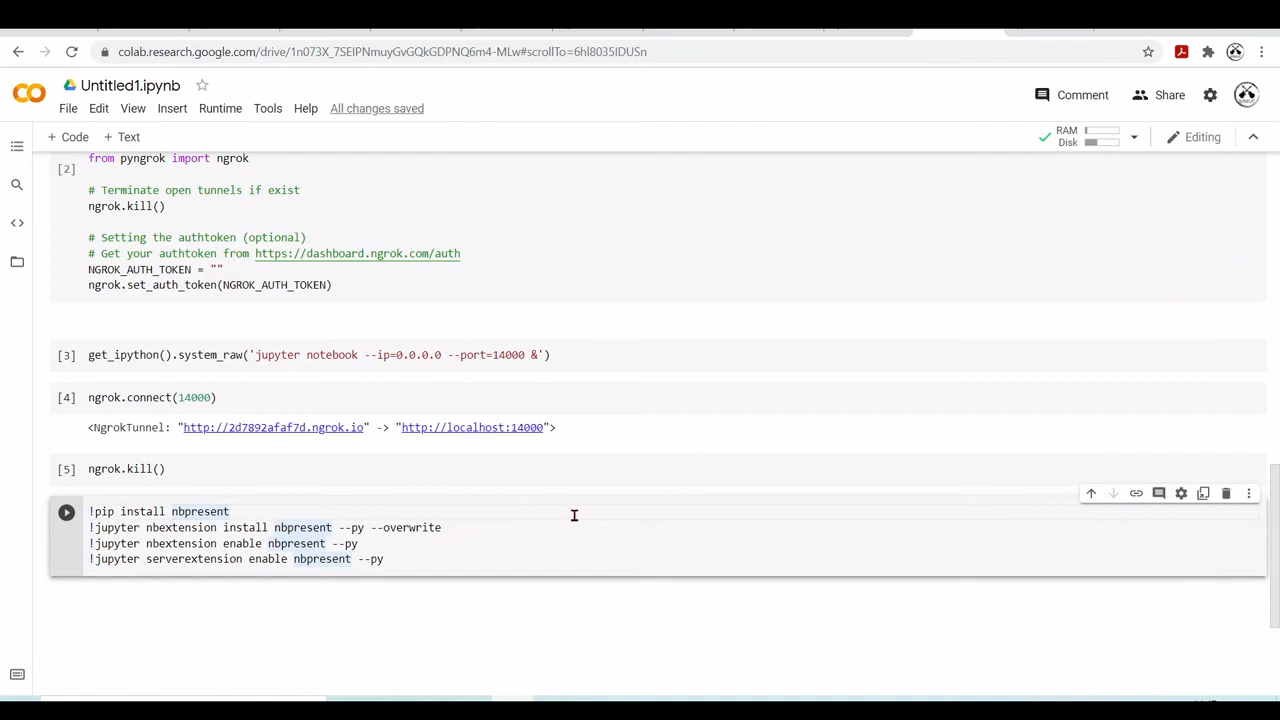 colab.research.google.com/drive/1n073X_7SEIPNmuyGvGQkGDPNQ6m4-MLw#scrollTo=6hl8035IDUSn
Untitled1.ipynb
File Edit View Insert Runtime Tools Help All changes saved
Comment Share
+ Code + Text
RAM
Disk
Editing
from pyngrok import ngrok
[2]
# Terminate open tunnels if exist
ngrok.kill()
# Setting the authtoken (optional)
# Get your authtoken from https://dashboard.ngrok.com/auth
NGROK_AUTH_TOKEN = ""
ngrok.set_auth_token(NGROK_AUTH_TOKEN)
[3] get_ipython().system_raw('jupyter notebook --ip=0.0.0.0 --port=14000 &')
[4] ngrok.connect(14000)
<NgrokTunnel: "http://2d7892afaf7d.ngrok.io" -> "http://localhost:14000">
[5] ngrok.kill()
!pip install nbpresent
!jupyter nbextension install nbpresent --py --overwrite
!jupyter nbextension enable nbpresent --py
!jupyter serverextension enable nbpresent --py